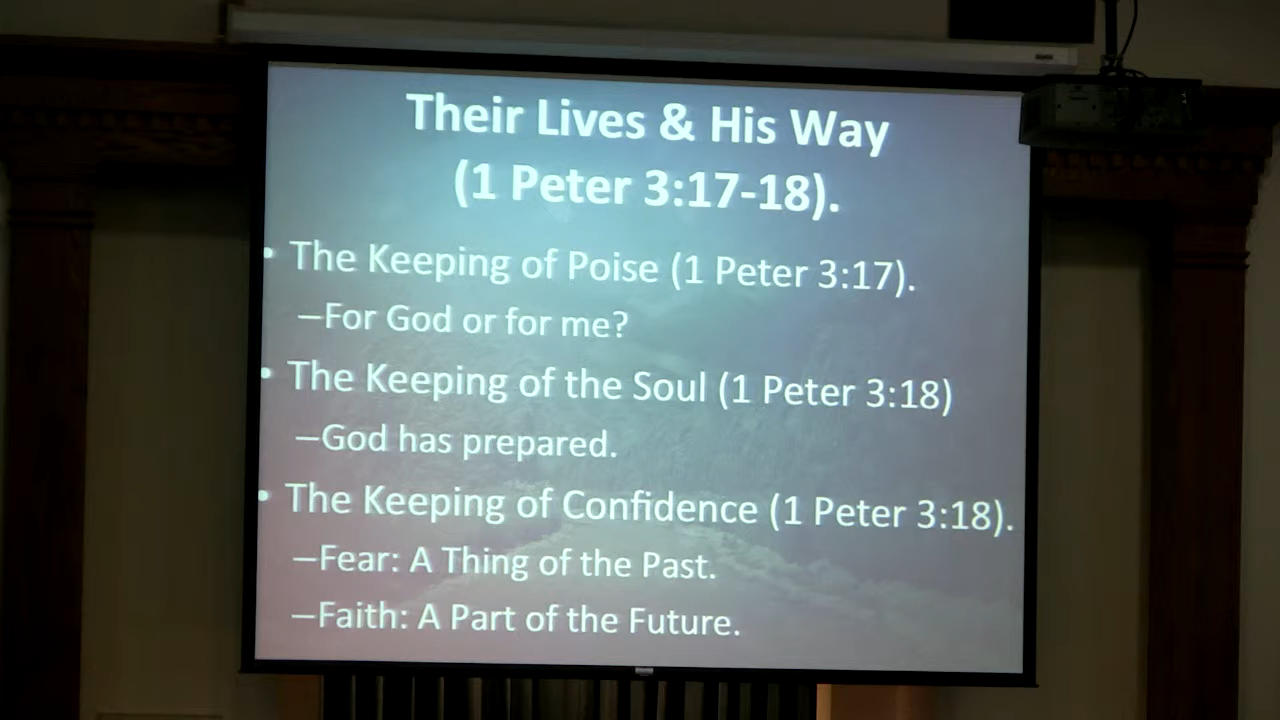 Their Lives & His Way
(1 Peter 3:17-18).
• The Keeping of Poise (1 Peter 3:17).
–For God or for me?
• The Keeping of the Soul (1 Peter 3:18)
–God has prepared.
• The Keeping of Confidence (1 Peter 3:18).
–Fear: A Thing of the Past.
–Faith: A Part of the Future.